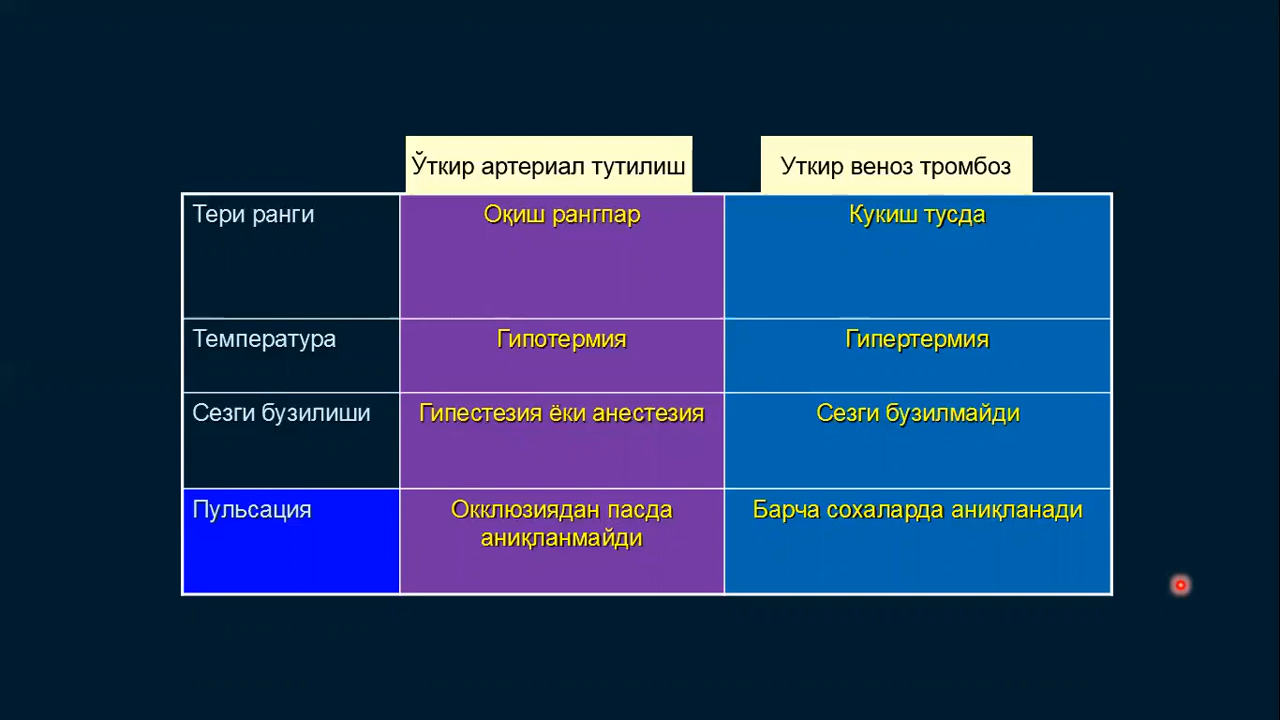 Ўткир артериал тутилиш
Уткир веноз тромбоз
Тери ранги
Оқиш рангпар
Кукиш тусда
Температура
Гипотермия
Гипертермия
Сезги бузилиши
Гипестезия ёки анестезия
Сезги бузилмайди
Пульсация
Окклюзиядан пасда
аниқланмайди
Барча сохаларда аниқланади